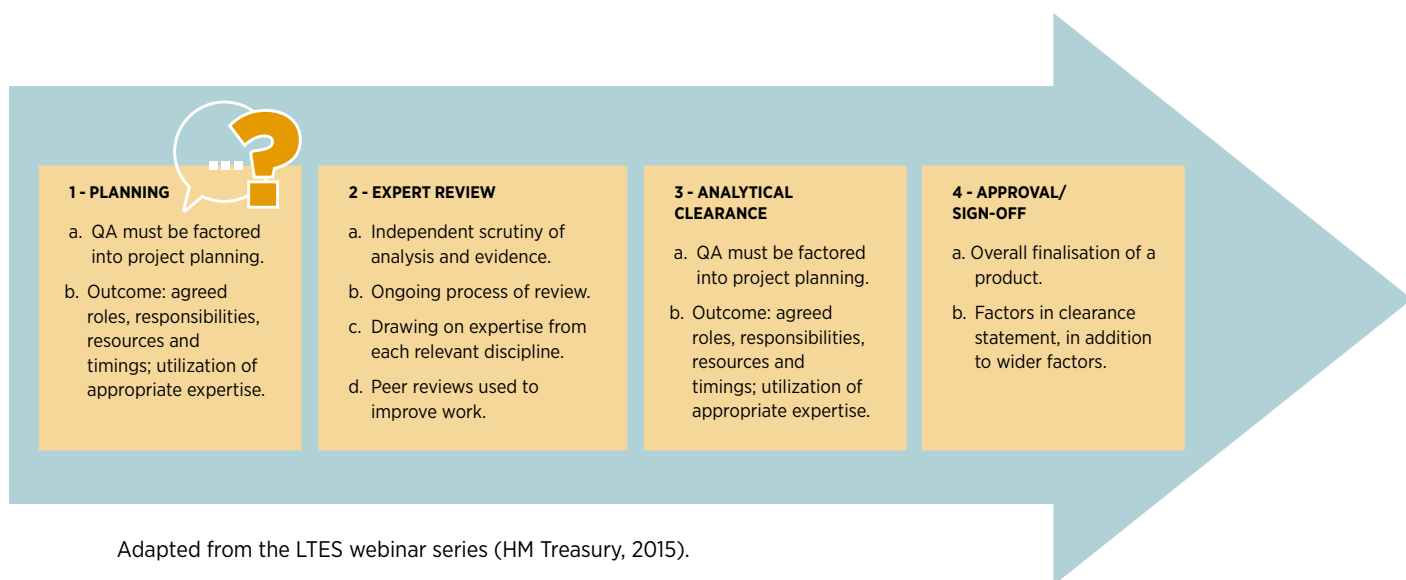 1 - PLANNING
a. QA must be factored
into project planning.
b. Outcome: agreed
roles, responsibilities,
resources and
timings; utilization of
appropriate expertise.
2 - EXPERT REVIEW
a. Independent scrutiny of
analysis and evidence.
b. Ongoing process of review.
c. Drawing on expertise from
each relevant discipline.
d. Peer reviews used to
improve work.
3 - ANALYTICAL
CLEARANCE
a. QA must be factored
into project planning.
b. Outcome: agreed
roles, responsibilities,
resources and
timings; utilization of
appropriate expertise.
4 - APPROVAL/
SIGN-OFF
a. Overall finalisation of a
product.
b. Factors in clearance
statement, in addition
to wider factors.
Adapted from the LTES webinar series (HM Treasury, 2015).